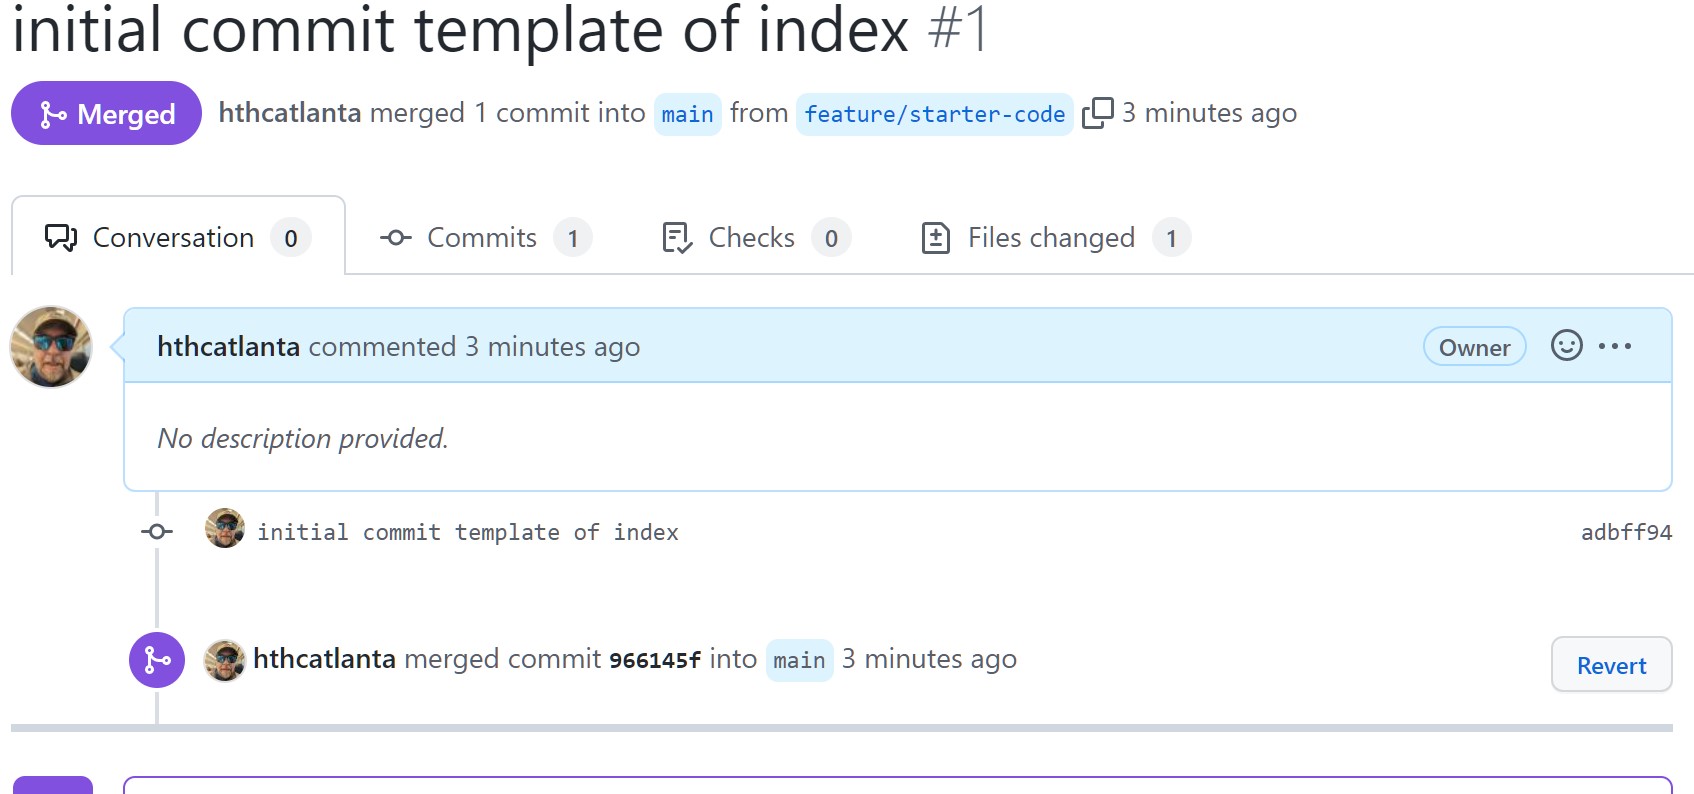 initial commit template of index #1
Merged hthcatlanta merged 1 commit into main from feature/starter-code 3 minutes ago
Conversation 0 Commits 1 Checks 0 Files changed 1
hthcatlanta commented 3 minutes ago Owner
No description provided.
initial commit template of index adbff94
hthcatlanta merged commit 966145f into main 3 minutes ago Revert